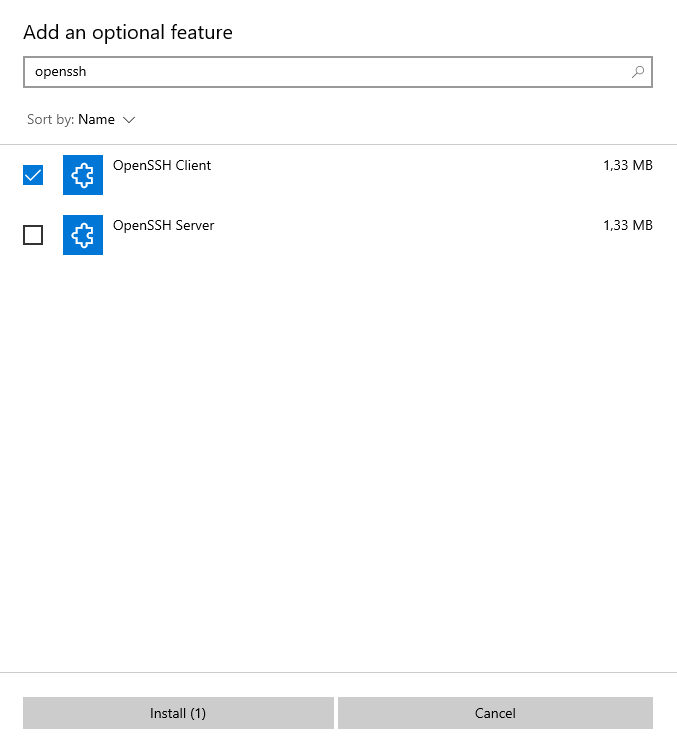 Add an optional feature
openssh
Sort by: Name
OpenSSH Client 1,33 MB
OpenSSH Server 1,33 MB
Install (1) Cancel